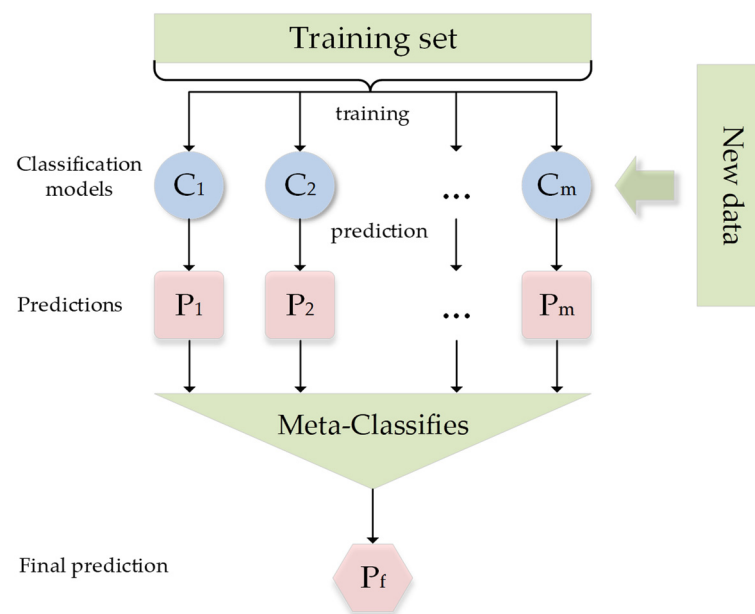 Training set
training
Classification
models
C1
C2
...
Cm
New data
prediction
Predictions
P1
P2
...
Pm
Meta-Classifies
Final prediction
Pf